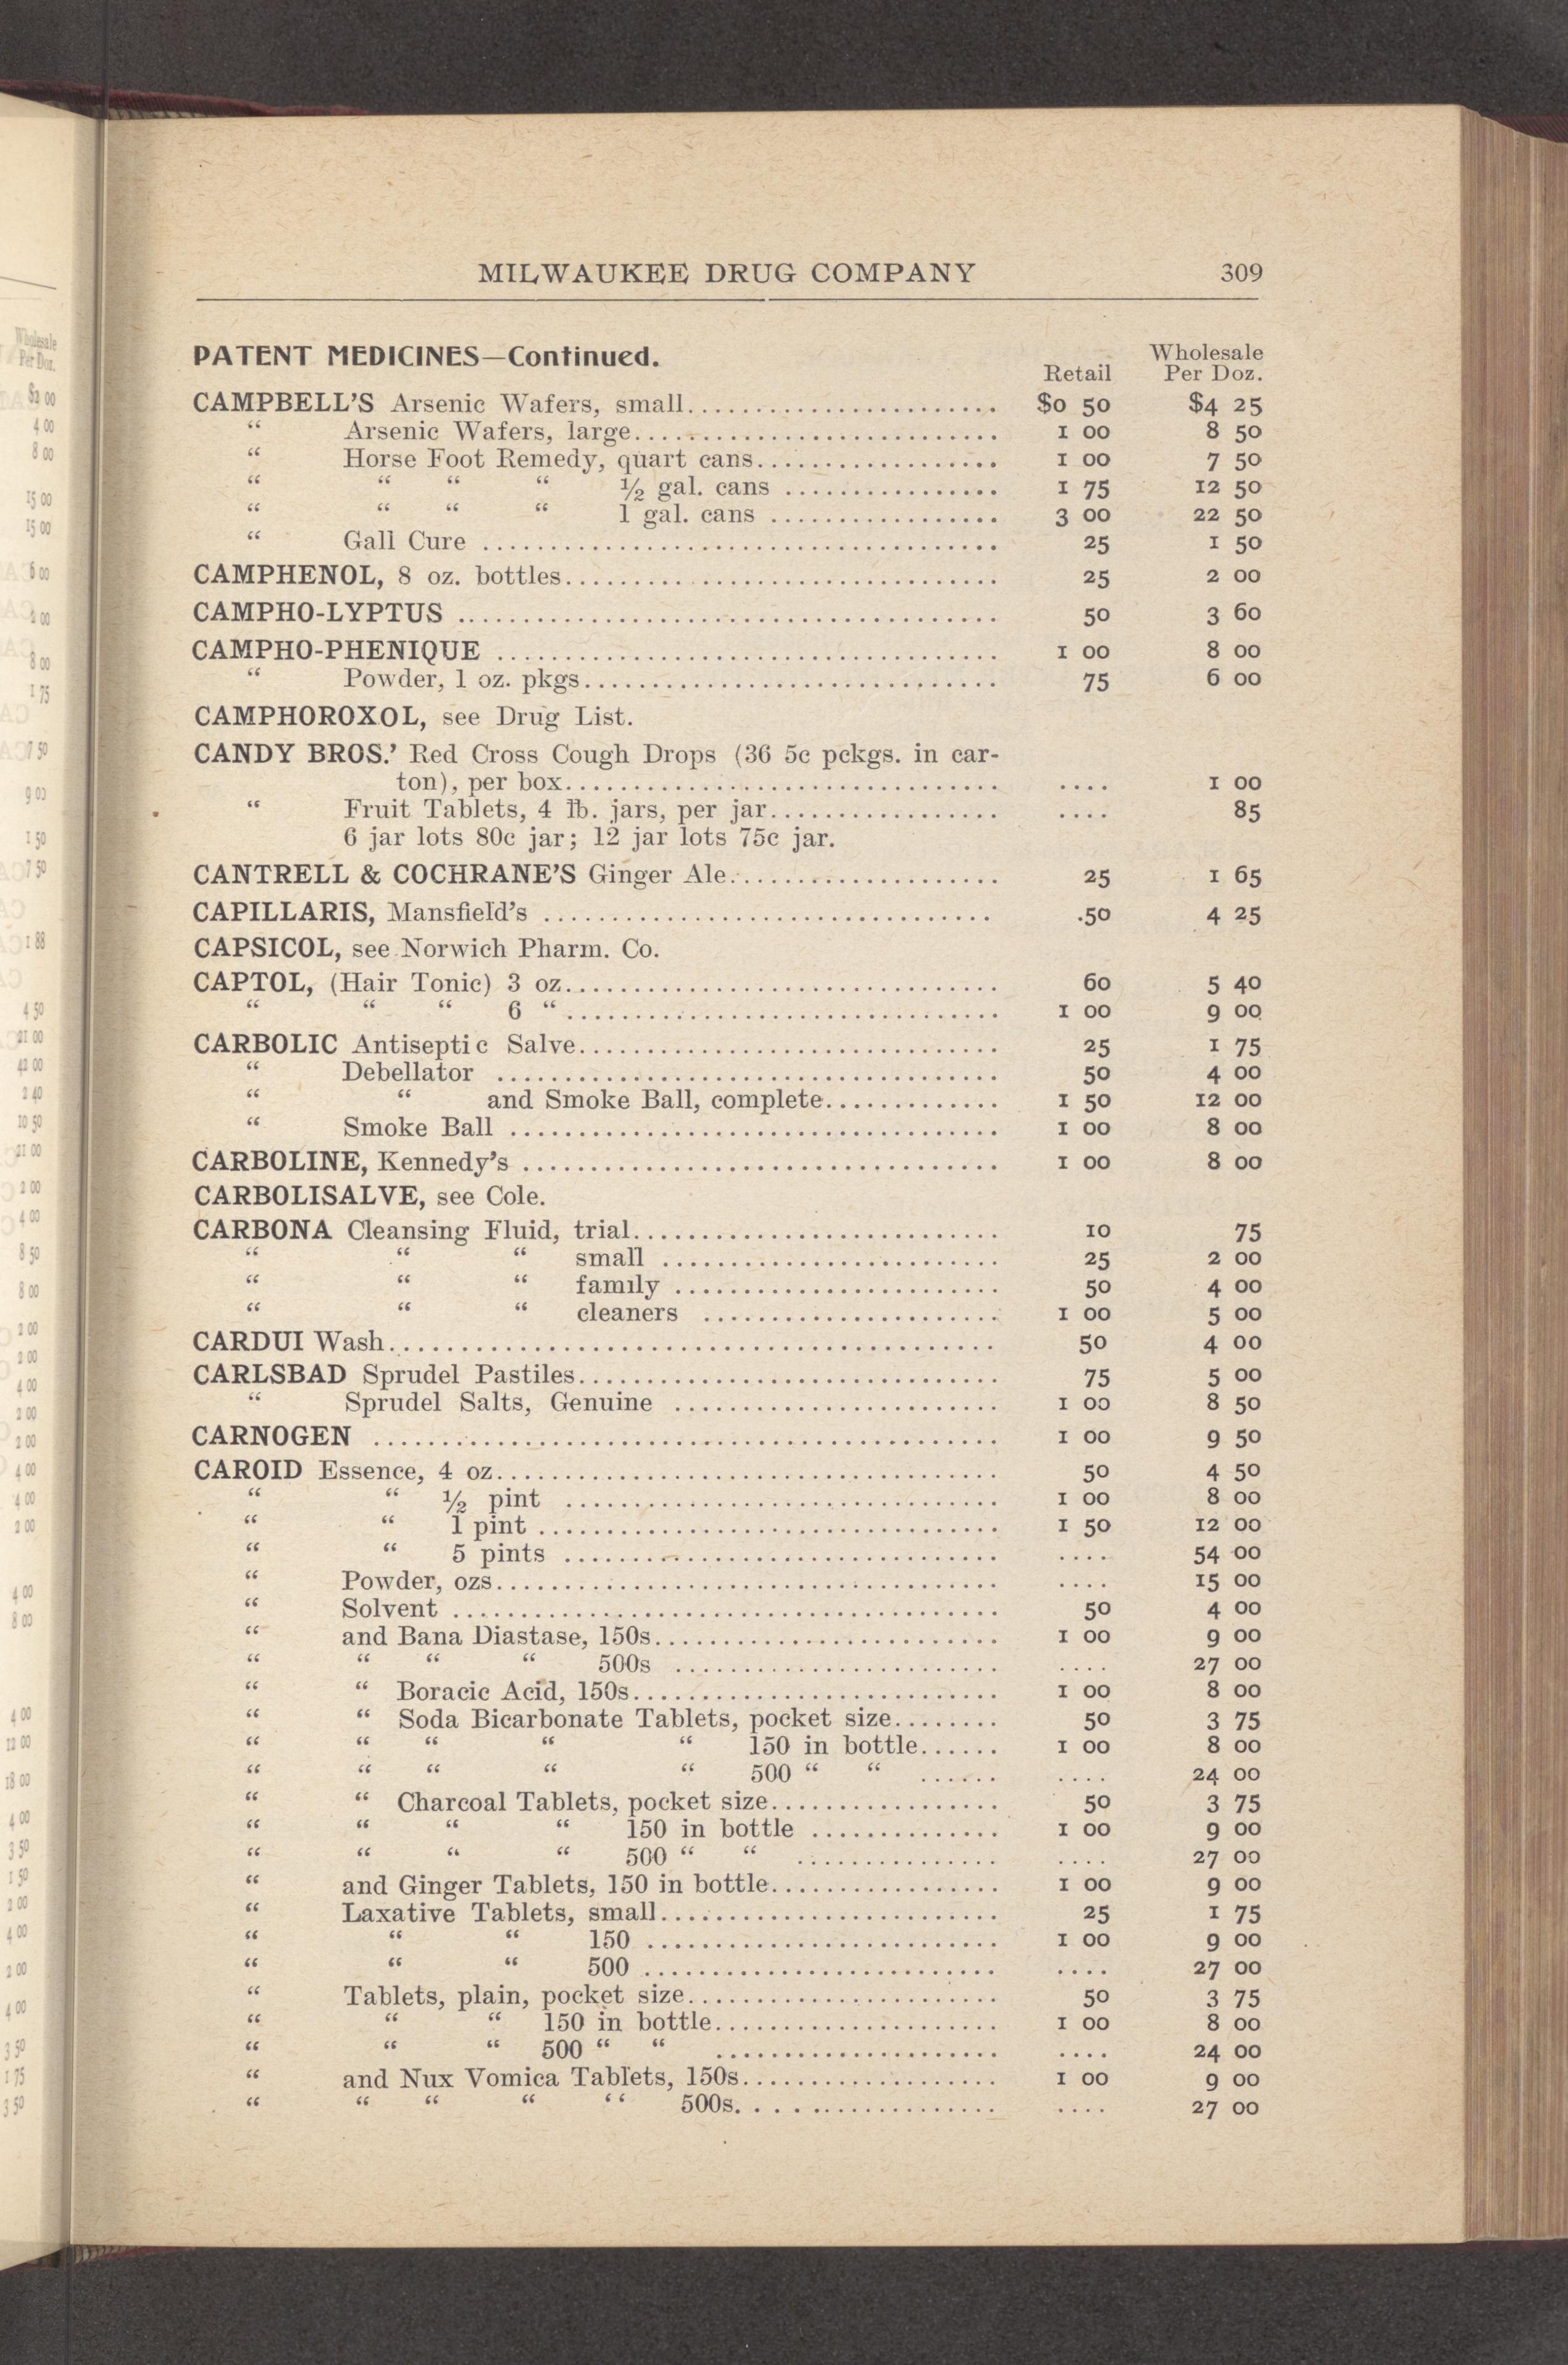 MILWAUKEE DRUG COMPANY 309
PATENT MEDICINES—Continued.
Retail Wholesale Per Doz.
CAMPBELL'S Arsenic Wafers, small........................ $0 50 $4 25
“ Arsenic Wafers, large........................... 1 00 8 50
“ Horse Foot Remedy, quart cans.................. 1 00 7 50
“ “ “ “ ½ gal. cans ................ 1 75 12 50
“ “ “ “ 1 gal. cans ................. 3 00 22 50
“ Gall Cure ....................................... 25 1 50
CAMPHENOL, 8 oz. bottles................................ 25 2 00
CAMPHO-LYPTUS ........................................ 50 3 60
CAMPHO-PHENIQUE ..................................... 1 00 8 00
“ Powder, 1 oz. pkgs............................... 75 6 00
CAMPHOROXOL, see Drug List.
CANDY BROS.' Red Cross Cough Drops (36 5c pckgs. in car-
ton), per box................................ .... 1 00
“ Fruit Tablets, 4 lb. jars, per jar................. .... 85
6 jar lots 80c jar; 12 jar lots 75c jar.
CANTRELL & COCHRANE'S Ginger Ale.................... 25 1 65
CAPILLARIS, Mansfield's ................................. .50 4 25
CAPSICOL, see Norwich Pharm. Co.
CAPTOL, (Hair Tonic) 3 oz................................ 60 5 40
“ “ “ 6 “................................ 1 00 9 00
CARBOLIC Antiseptic Salve............................... 25 1 75
“ Debellator ...................................... 50 4 00
“ “ and Smoke Ball, complete............. 1 50 12 00
“ Smoke Ball ..................................... 1 00 8 00
CARBOLINE, Kennedy's ................................... 1 00 8 00
CARBOLISALVE, see Cole.
CARBONA Cleansing Fluid, trial........................... 10 75
“ “ “ small ......................... 25 2 00
“ “ “ family ........................ 50 4 00
“ “ “ cleaners ...................... 1 00 5 00
CARDUI Wash............................................. 50 4 00
CARLSBAD Sprudel Pastiles............................... 75 5 00
“ Sprudel Salts, Genuine ........................ 1 00 8 50
CARNOGEN .............................................. 1 00 9 50
CAROID Essence, 4 oz..................................... 50 4 50
“ “ ½ pint ................................ 1 00 8 00
“ “ 1 pint .................................. 1 50 12 00
“ “ 5 pints ................................ .... 54 00
“ Powder, ozs..................................... .... 15 00
“ Solvent ........................................ 50 4 00
“ and Bana Diastase, 150s......................... 1 00 9 00
“ “ “ “ 500s ........................ .... 27 00
“ “ Boracic Acid, 150s........................... 1 00 8 00
“ “ Soda Bicarbonate Tablets, pocket size........ 50 3 75
“ “ “ “ “ 150 in bottle...... 1 00 8 00
“ “ “ “ “ 500 “ “ ...... .... 24 00
“ “ Charcoal Tablets, pocket size................. 50 3 75
“ “ “ “ 150 in bottle .............. 1 00 9 00
“ “ “ “ 500 “ “ ............... .... 27 00
“ and Ginger Tablets, 150 in bottle................. 1 00 9 00
“ Laxative Tablets, small......................... 25 1 75
“ “ “ 150 .......................... 1 00 9 00
“ “ “ 500 .......................... .... 27 00
“ Tablets, plain, pocket size....................... 50 3 75
“ “ “ 150 in bottle..................... 1 00 8 00
“ “ “ 500 “ “ ..................... .... 24 00
“ and Nux Vomica Tablets, 150s................... 1 00 9 00
“ “ “ “ “ 500s.................. .... 27 00